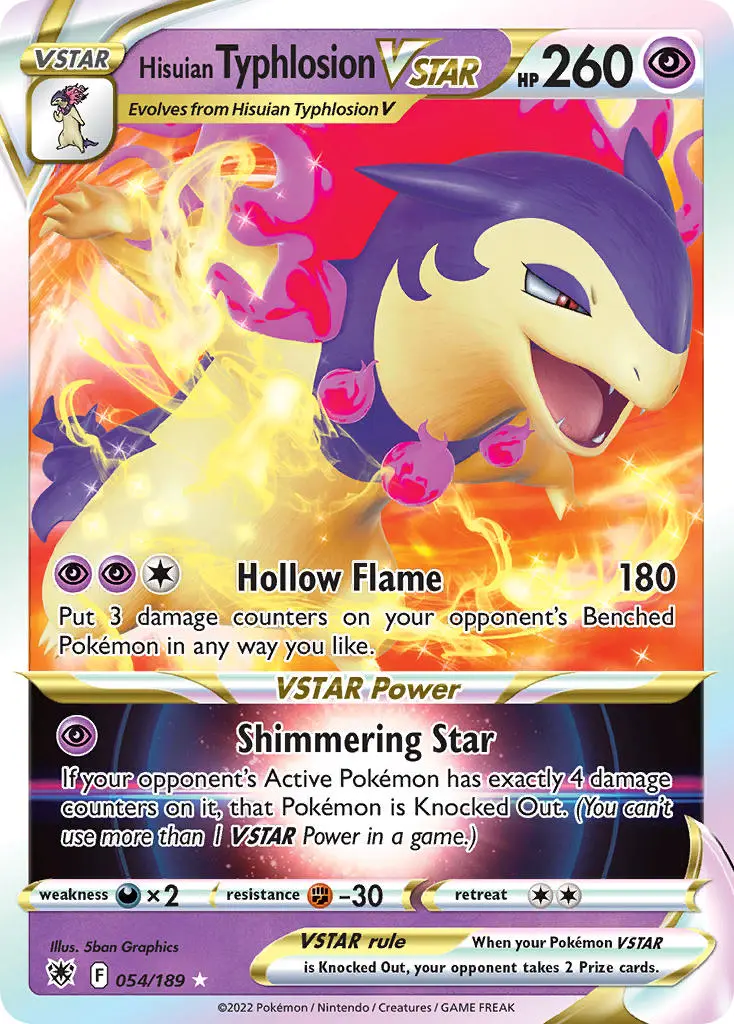 VSTAR
Hisuian Typhlosion VSTAR HP 260
Evolves from Hisuian Typhlosion V
Hollow Flame 180
Put 3 damage counters on your opponent's Benched
Pokémon in any way you like.
VSTAR Power
Shimmering Star
If your opponent's Active Pokémon has exactly 4 damage
counters on it, that Pokémon is Knocked Out. (You can't
use more than 1 VSTAR Power in a game.)
weakness ×2 resistance -30 retreat
Illus. 5ban Graphics
VSTAR rule When your Pokémon VSTAR
is Knocked Out, your opponent takes 2 Prize cards.
F 054/189
©2022 Pokémon / Nintendo / Creatures / GAME FREAK